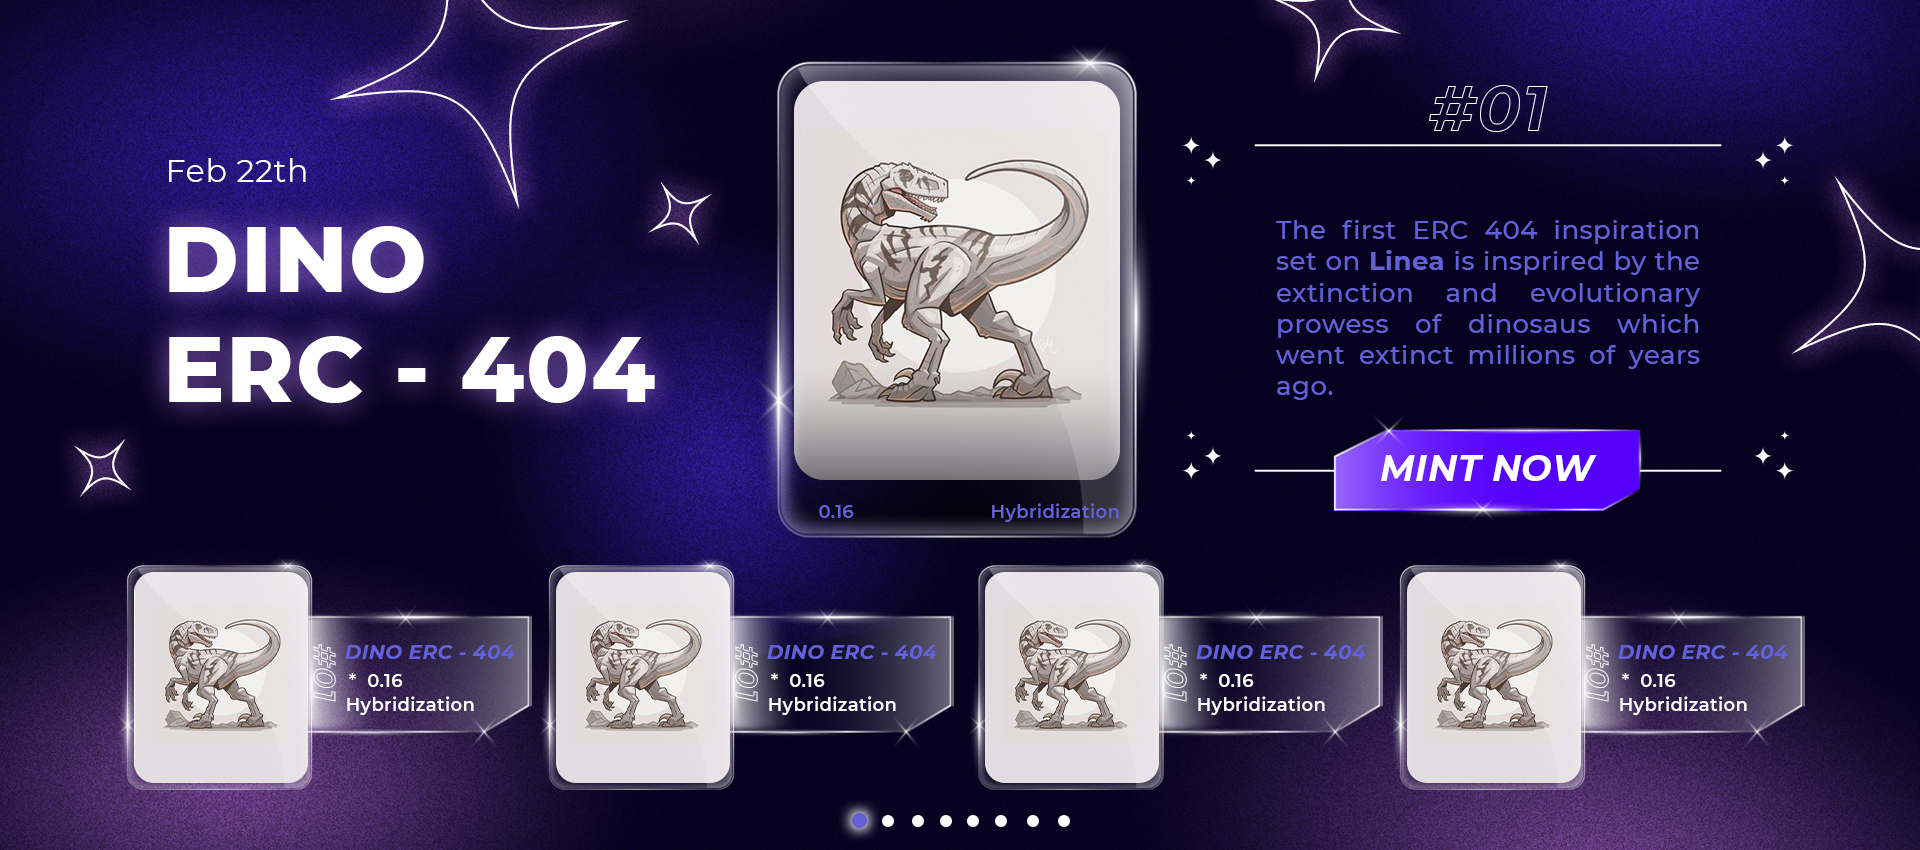 Feb 22th
DINO
ERC - 404
0.16
Hybridization
#01
The first ERC 404 inspiration
set on Linea is insprired by the
extinction and evolutionary
prowess of dinosaus which
went extinct millions of years
ago.
MINT NOW
#01
DINO ERC - 404
* 0.16
Hybridization
#01
DINO ERC - 404
* 0.16
Hybridization
#01
DINO ERC - 404
* 0.16
Hybridization
#01
DINO ERC - 404
* 0.16
Hybridization